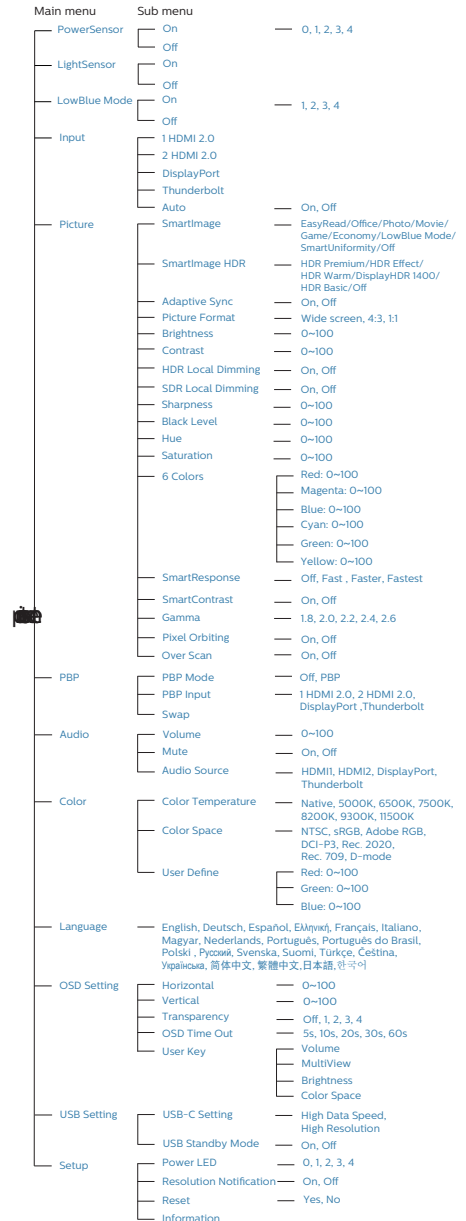 Main menu Sub menu
PowerSensor On 0, 1, 2, 3, 4
Off
LightSensor On
Off
LowBlue Mode On 1, 2, 3, 4
Off
Input 1 HDMI 2.0
2 HDMI 2.0
DisplayPort
Thunderbolt
Auto On, Off
Picture SmartImage EasyRead/Office/Photo/Movie/
Game/Economy/LowBlue Mode/
SmartUniformity/Off
SmartImage HDR HDR Premium/HDR Effect/
HDR Warm/DisplayHDR 1400/
HDR Basic/Off
Adaptive Sync On, Off
Picture Format Wide screen, 4:3, 1:1
Brightness 0~100
Contrast 0~100
HDR Local Dimming On, Off
SDR Local Dimming On, Off
Sharpness 0~100
Black Level 0~100
Hue 0~100
Saturation 0~100
6 Colors Red: 0~100
Magenta: 0~100
Blue: 0~100
Cyan: 0~100
Green: 0~100
Yellow: 0~100
SmartResponse Off, Fast , Faster, Fastest
SmartContrast On, Off
Gamma 1.8, 2.0, 2.2, 2.4, 2.6
Pixel Orbiting On, Off
Over Scan On, Off
PBP PBP Mode Off, PBP
PBP Input 1 HDMI 2.0, 2 HDMI 2.0,
DisplayPort ,Thunderbolt
Swap
Audio Volume 0~100
Mute On, Off
Audio Source HDMI1, HDMI2, DisplayPort,
Thunderbolt
Color Color Temperature Native, 5000K, 6500K, 7500K,
8200K, 9300K, 11500K
Color Space NTSC, sRGB, Adobe RGB,
DCI-P3, Rec. 2020,
Rec. 709, D-mode
User Define Red: 0~100
Green: 0~100
Blue: 0~100
Language English, Deutsch, Español, Ελληνική, Français, Italiano,
Magyar, Nederlands, Português, Português do Brasil,
Polski , Русский, Svenska, Suomi, Türkçe, Čeština,
Українська, 简体中文, 繁體中文,日本語,한국어
OSD Setting Horizontal 0~100
Vertical 0~100
Transparency Off, 1, 2, 3, 4
OSD Time Out 5s, 10s, 20s, 30s, 60s
User Key Volume
MultiView
Brightness
Color Space
USB Setting USB-C Setting High Data Speed,
High Resolution
USB Standby Mode On, Off
Setup Power LED 0, 1, 2, 3, 4
Resolution Notification On, Off
Reset Yes, No
Information